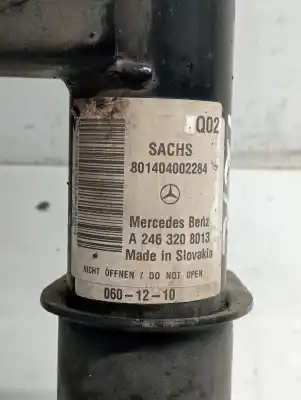 Q02
SACHS
801404002284
Mercedes Benz
A 246 320 8013
Made in Slovakia
NICHT ÖFFNEN / DO NOT OPEN
060-12-10